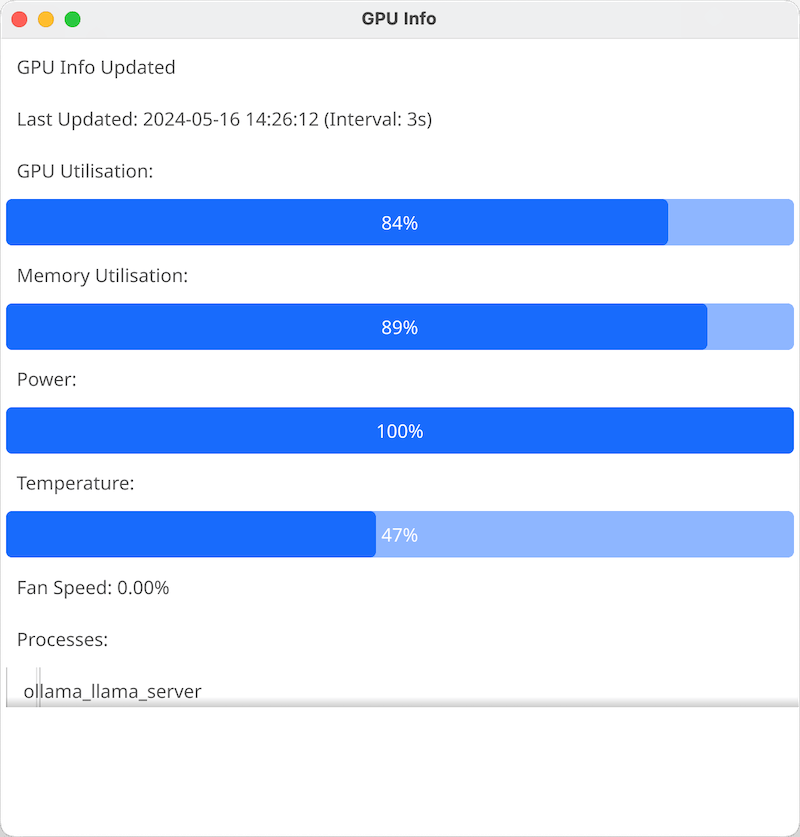 GPU Info
GPU Info Updated
Last Updated: 2024-05-16 14:26:12 (Interval: 3s)
GPU Utilisation:
84%
Memory Utilisation:
89%
Power:
100%
Temperature:
47%
Fan Speed: 0.00%
Processes:
ollama_llama_server